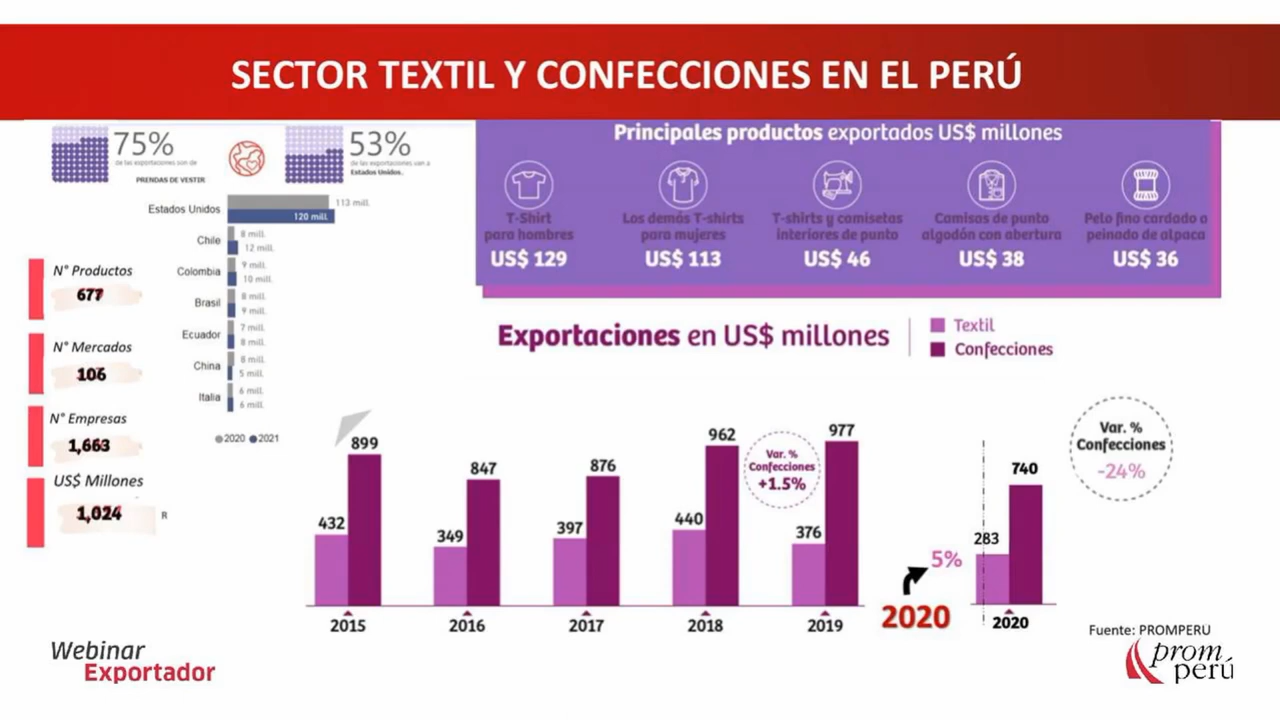 SECTOR TEXTIL Y CONFECCIONES EN EL PERÚ
75%
de las exportaciones son de
PRENDAS DE VESTIR
53%
de las exportaciones van a
Estados Unidos.
Estados Unidos
113 mill.
120 mill.
Chile
8 mill.
12 mill.
Colombia
9 mill.
10 mill.
Brasil
8 mill.
9 mill.
Ecuador
7 mill.
8 mill.
China
8 mill.
5 mill.
Italia
6 mill.
6 mill.
2020 2021
N° Productos
677
N° Mercados
106
N° Empresas
1,663
US$ Millones
1,024
R
Principales productos exportados US$ millones
T-Shirt
para hombres
US$ 129
Los demás T-shirts
para mujeres
US$ 113
T-shirts y camisetas
interiores de punto
US$ 46
Camisas de punto
algodón con abertura
US$ 38
Pelo fino cardado o
peinado de alpaca
US$ 36
Exportaciones en US$ millones
Textil
Confecciones
432
899
2015
349
847
2016
397
876
2017
440
962
2018
Var. %
Confecciones
+1.5%
376
977
2019
5%
2020
283
740
2020
Var. %
Confecciones
-24%
Fuente: PROMPERÚ
Webinar
Exportador
prom
perú